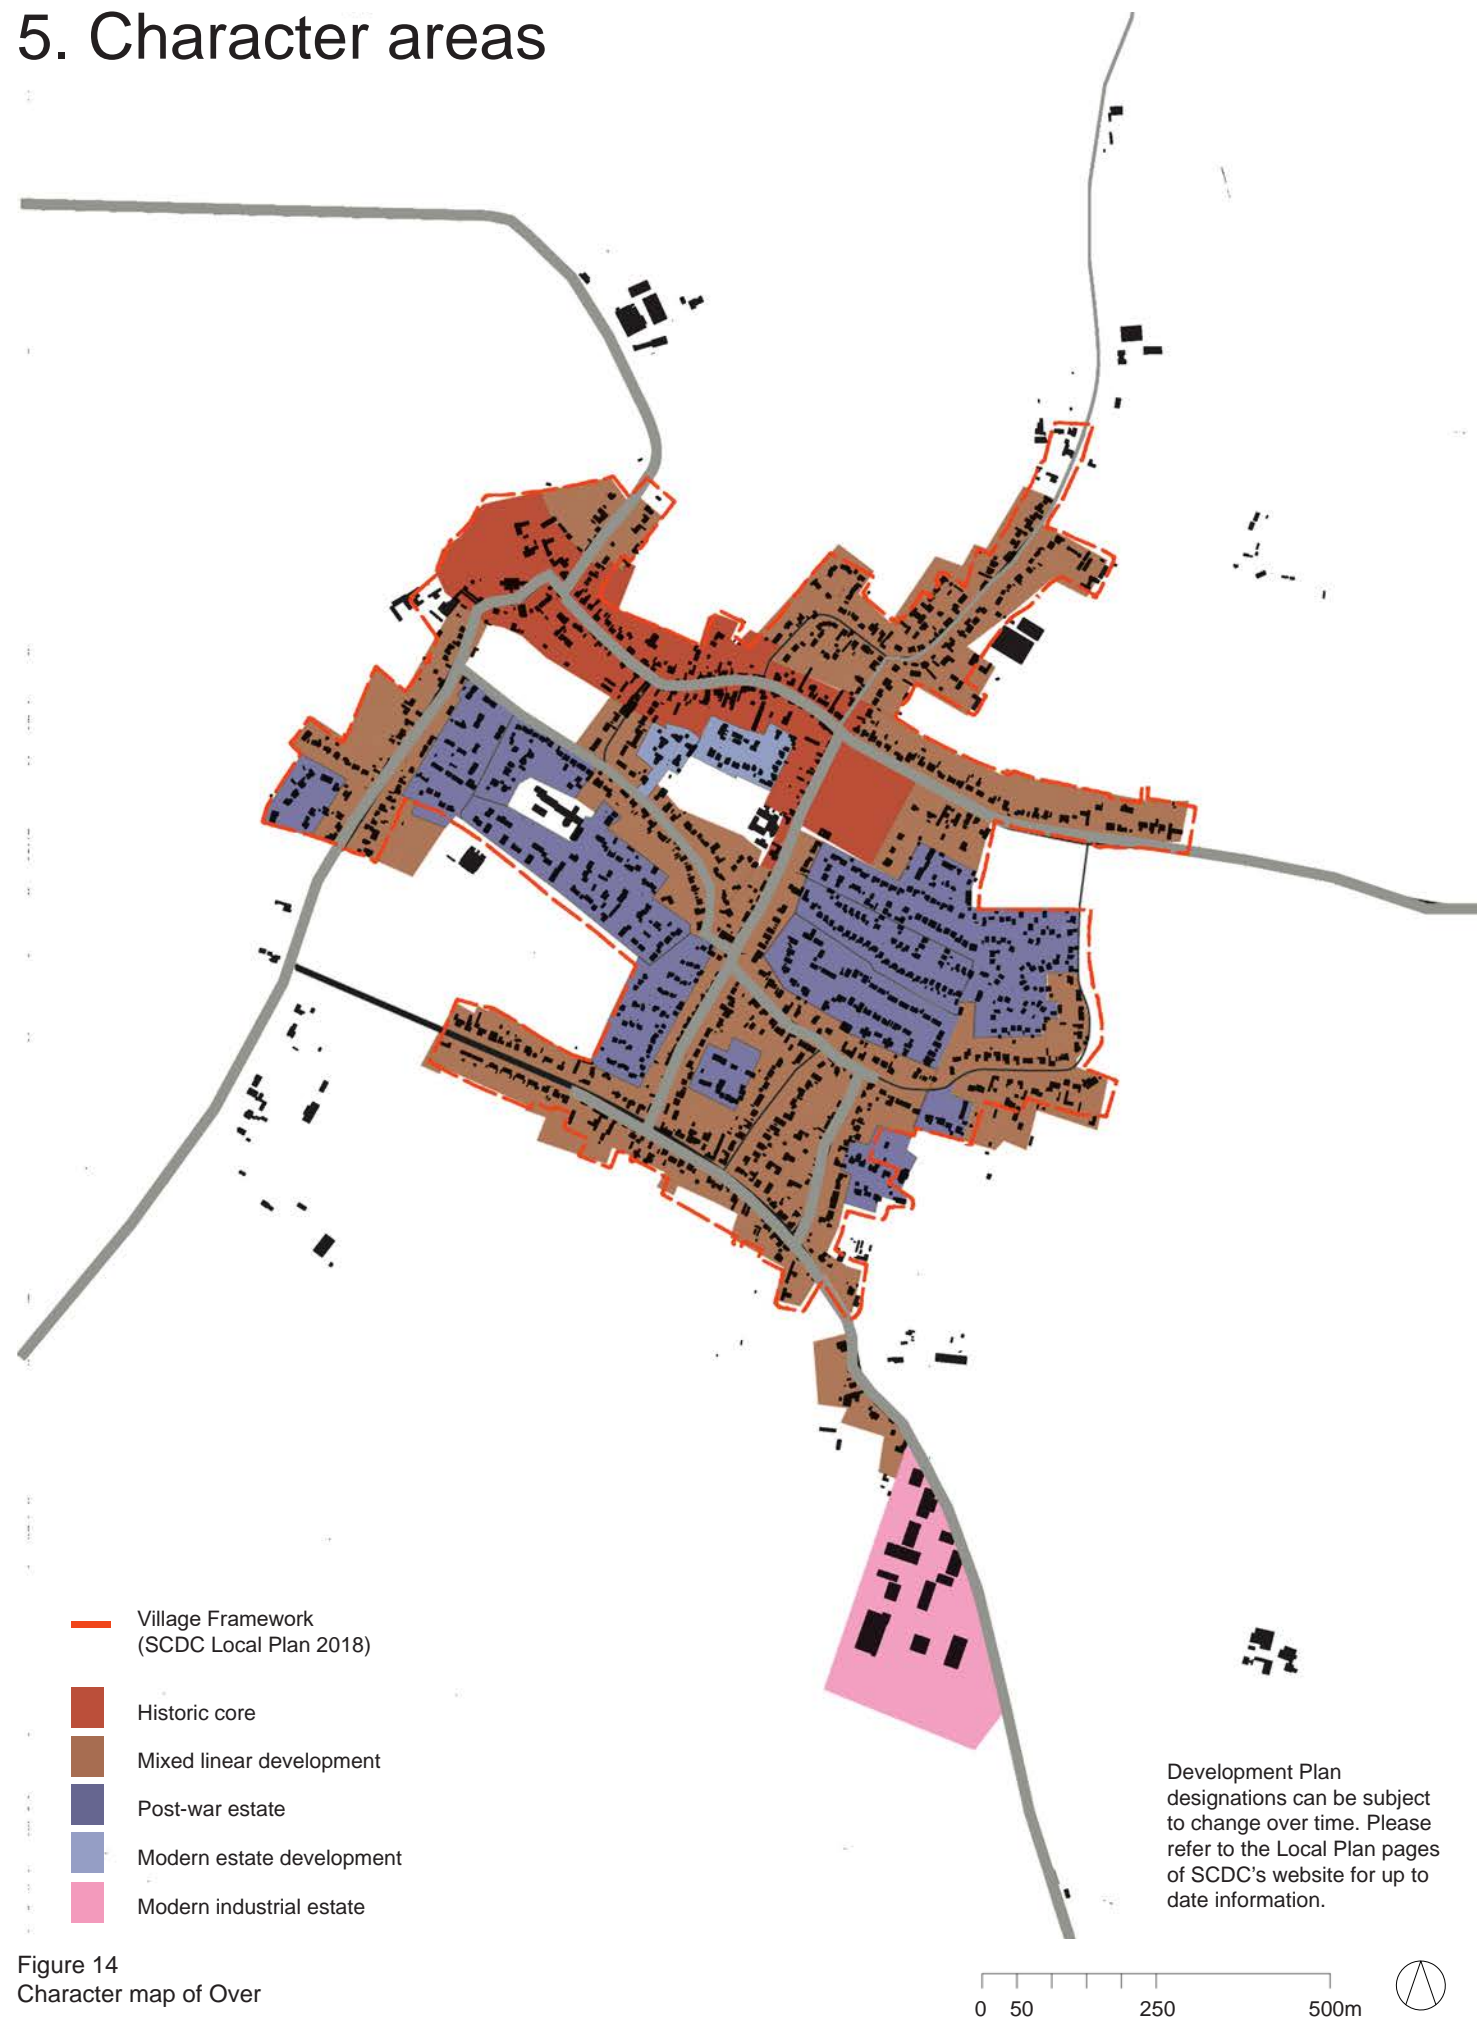 5. Character areas
Village Framework
(SCDC Local Plan 2018)
Historic core
Mixed linear development
Post-war estate
Modern estate development
Modern industrial estate
Development Plan
designations can be subject
to change over time. Please
refer to the Local Plan pages
of SCDC's website for up to
date information.
Figure 14
Character map of Over
0 50 250 500m